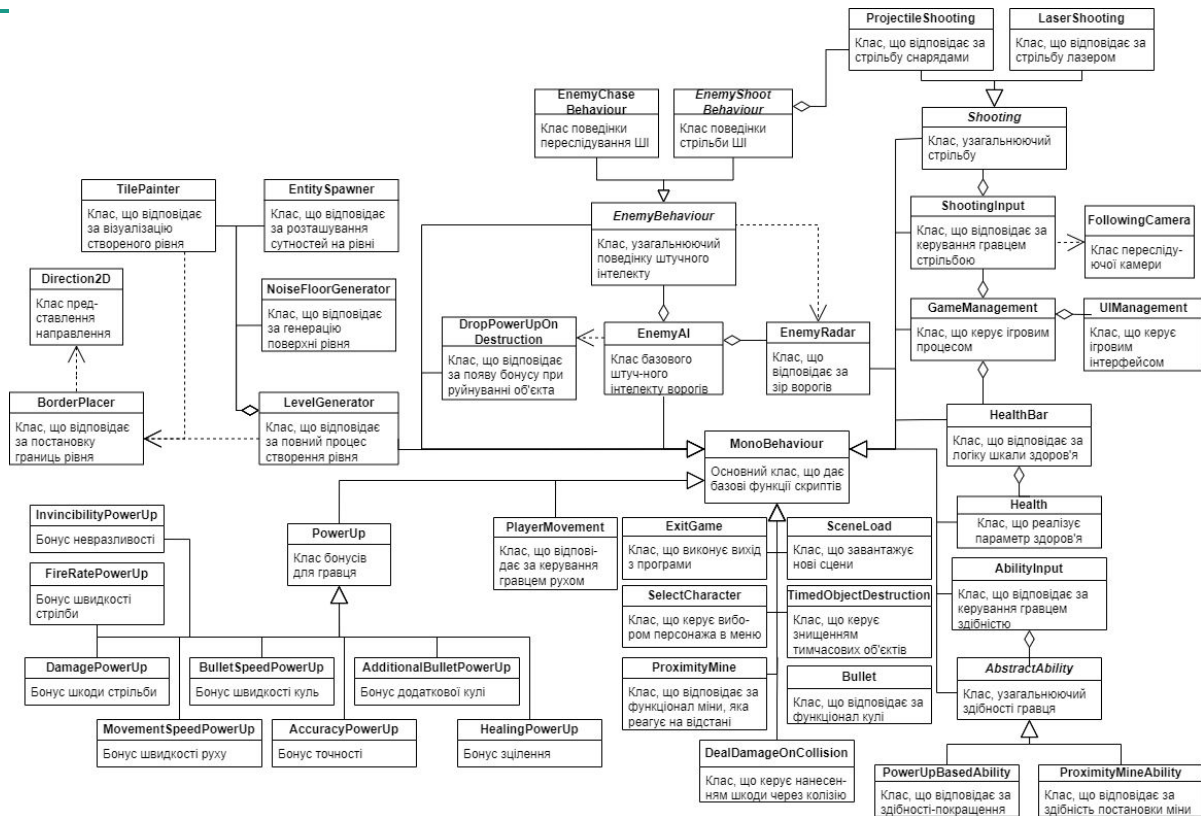 ProjectileShooting
Клас, що відповідає за
стрільбу снарядами
LaserShooting
Клас, що відповідає за
стрільбу лазером
EnemyChase
Behaviour
Клас поведінки
переслідування ШІ
EnemyShoot
Behaviour
Клас поведінки
стрільби ШІ
Shooting
Клас, узагальнюючий
стрільбу
TilePainter
Клас, що відповідає
за візуалізацію
створеного рівня
EntitySpawner
Клас, що відповідає
за розташування
сутностей на рівні
EnemyBehaviour
Клас, узагальнюючий
поведінку штучного
інтелекту
ShootingInput
Клас, що відповідає за
керування гравцем
стрільбою
FollowingCamera
Клас переслиду-
ючої камери
Direction2D
Клас пред-
ставлення
направлення
NoiseFloorGenerator
Клас, що відповідає
за генерацію
поверхні рівня
DropPowerUpOn
Destruction
Клас, що відповідає
за появу бонусу при
руйнуванні об'єкта
EnemyAI
Клас базового
штуч-ного
інтелекту ворогів
EnemyRadar
Клас, що
відповідає за
зір ворогів
GameManagement
Клас, що керує ігровим
процесом
UIManagement
Клас, що керує
ігровим
інтерфейсом
BorderPlacer
Клас, що відповідає
за постановку
границь рівня
LevelGenerator
Клас, що відповідає
за повний процес
створення рівня
MonoBehaviour
Основний клас, що дає
базові функції скриптів
HealthBar
Клас, що відповідає за
логіку шкали здоров'я
Health
Клас, що реалізує
параметр здоров'я
InvincibilityPowerUp
Бонус невразливості
PowerUp
Клас бонусів
для гравця
PlayerMovement
Клас, що відпові-
дає за керування
гравцем рухом
ExitGame
Клас, що виконує вихід
з програми
SceneLoad
Клас, що завантажує
нові сцени
FireRatePowerUp
Бонус швидкості
стрілби
SelectCharacter
Клас, що керує вибо-
ром персонажа в меню
TimedObjectDestruction
Клас, що керує
знищенням
тимчасових об'єктів
AbilityInput
Клас, що відповідає за
керування гравцем
здібністю
DamagePowerUp
Бонус шкоди стрільби
BulletSpeedPowerUp
Бонус швидкості куль
AdditionalBulletPowerUp
Бонус додаткової кулі
ProximityMine
Клас, що відповідає за
функціонал міни, яка
реагує на відстані
Bullet
Клас, що відповідає за
функціонал кулі
AbstractAbility
Клас, узагальнюючий
здібності гравця
MovementSpeedPowerUp
Бонус швидкості руху
AccuracyPowerUp
Бонус точності
HealingPowerUp
Бонус зцілення
DealDamageOnCollision
Клас, що керує нанесен-
ням шкоди через колізію
PowerUpBasedAbility
Клас, що відповідає за
здібності-покращення
ProximityMineAbility
Клас, що відповідає за
здібність постановки міни